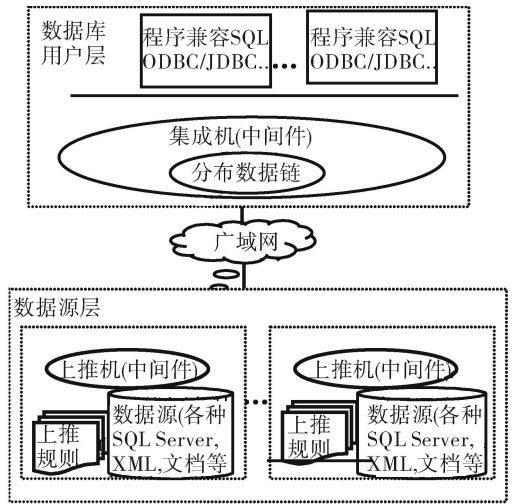 数据库
用户层
程序兼容SQL
ODBC/JDBC..
...
程序兼容SQL
ODBC/JDBC..
集成机(中间件)
分布数据链
广域网
数据源层
上推机(中间件)
上推
规则
数据源(各种
SQL Server,
XML,文档等
...
上推机(中间件)
上推
规则
数据源(各种
SQL Server,
XML,文档等